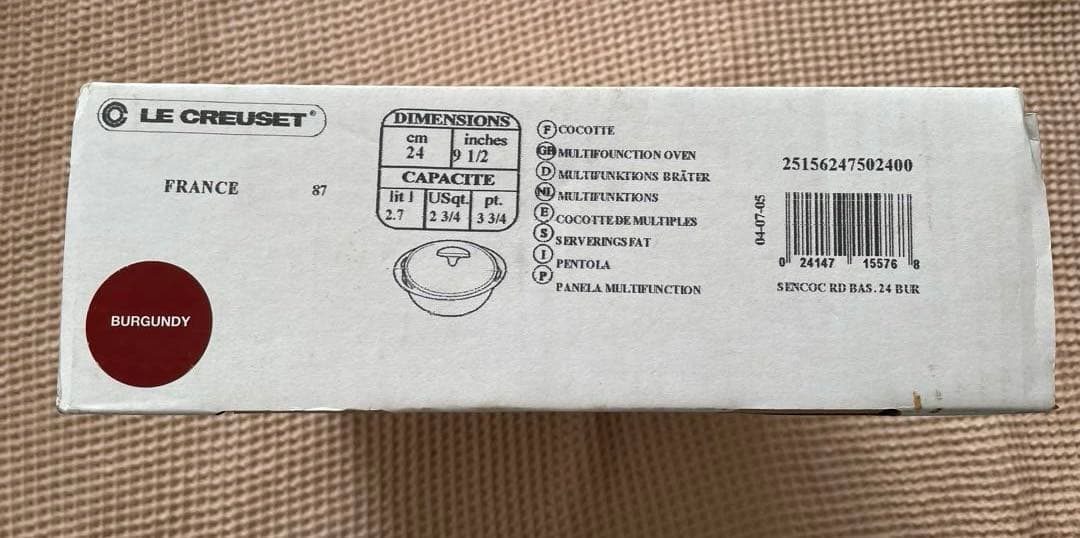 LE CREUSET®
FRANCE
87
BURGUNDY
DIMENSIONS
cm inches
24 9 1/2
CAPACITE
lit l USqt. pt.
2.7 2 3/4 3 3/4
F COCOTTE
GB MULTIFOUNCTION OVEN
D MULTIFUNKTIONS BRÄTER
NL MULTIFUNKTIONS
E COCOTTE DE MULTIPLES
S SERVERINGSFAT
I PENTOLA
P PANELA MULTIFUNCTION
25156247502400
04-07-05
0 24147 15576 8
SENCOC RD BAS.24 BUR